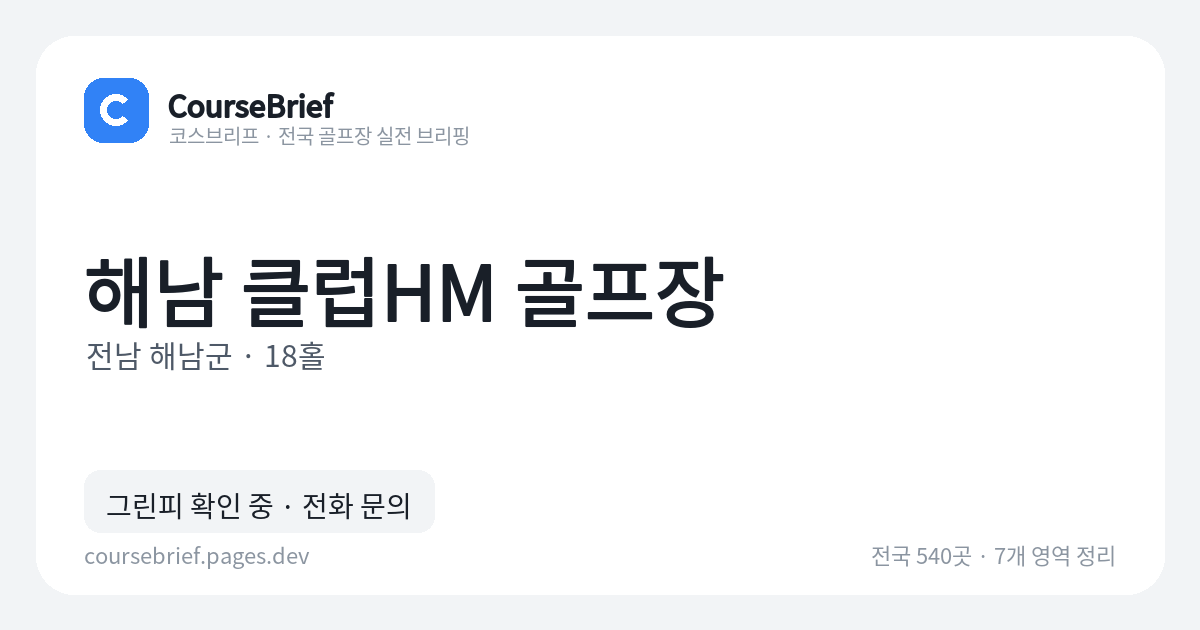 C
CourseBrief
코스브리프 · 전국 골프장 실전 브리핑
해남 클럽HM 골프장
전남 해남군 · 18홀
그린피 확인 중 · 전화 문의
coursebrief.pages.dev
전국 540곳 · 7개 영역 정리